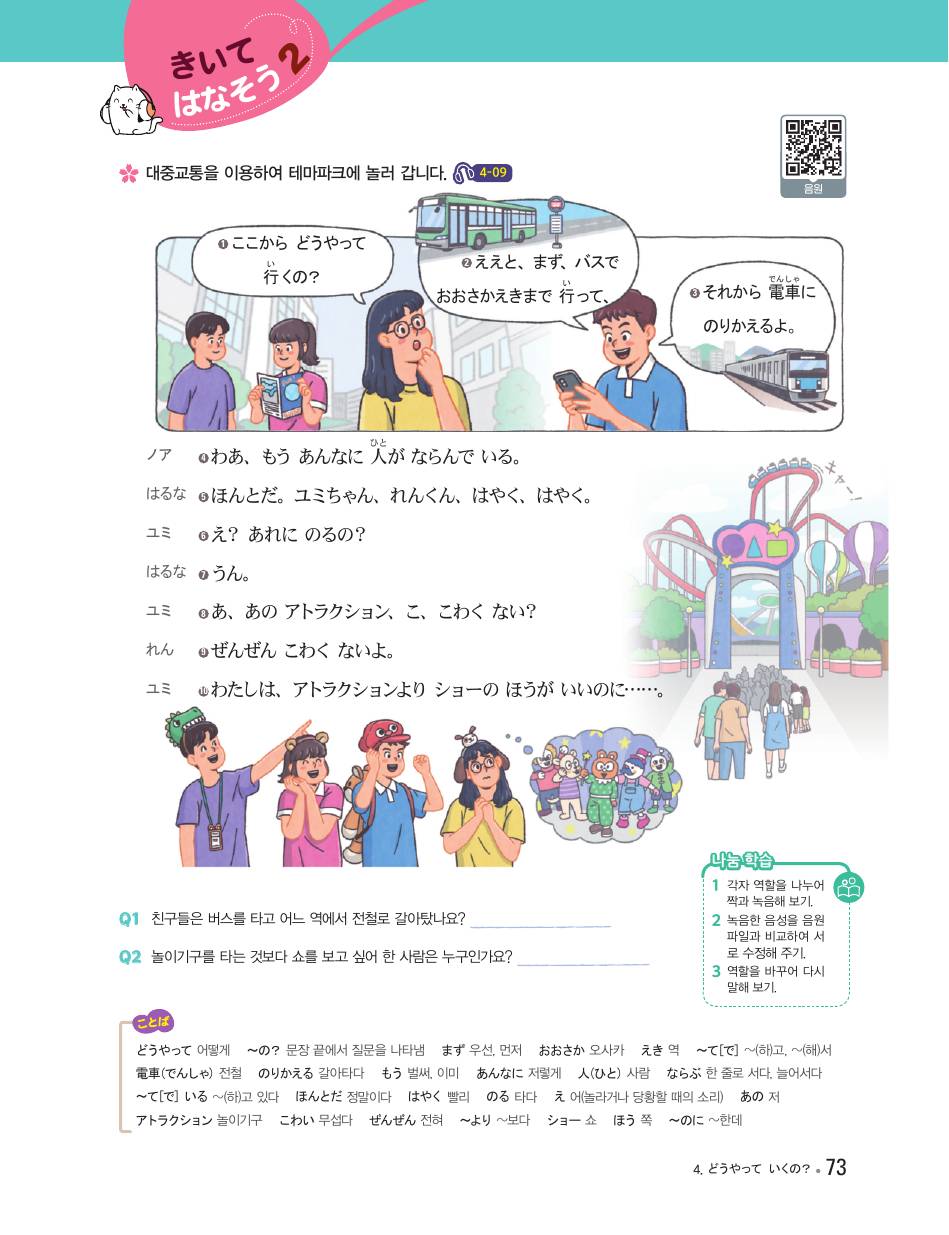 きいて
はなそう 2
음원
대중교통을 이용하여 테마파크에 놀러 갑니다. 4-09
❶ ここから どうやって
い
行くの?
❷ ええと、まず、バスで
い
おおさかえきまで 行って、
でんしゃ
❸ それから 電車に
のりかえるよ。
ひと
ノア ❹ わあ、もう あんなに 人が ならんで いる。
はるな ❺ ほんとだ。ユミちゃん、れんくん、はやく、はやく。
ユミ ❻ え? あれに のるの?
はるな ❼ うん。
ユミ ❽ あ、あの アトラクション、こ、こわく ない?
れん ❾ ぜんぜん こわく ないよ。
ユミ ❿ わたしは、アトラクションより ショーの ほうが いいのに……。
キャー!
Q1 친구들은 버스를 타고 어느 역에서 전철로 갈아탔나요?
Q2 놀이기구를 타는 것보다 쇼를 보고 싶어 한 사람은 누구인가요?
나눔 학습
1 각자 역할을 나누어
짝과 녹음해 보기.
2 녹음한 음성을 음원
파일과 비교하여 서
로 수정해 주기.
3 역할을 바꾸어 다시
말해 보기.
ことば
どうやって 어떻게 ~の? 문장 끝에서 질문을 나타냄 まず 우선, 먼저 おおさか 오사카 えき 역 ~て[で] ~(하)고, ~(해)서
電車(でんしゃ) 전철 のりかえる 갈아타다 もう 벌써, 이미 あんなに 저렇게 人(ひと) 사람 ならぶ 한 줄로 서다, 늘어서다
~て[で] いる ~(하)고 있다 ほんとだ 정말이다 はやく 빨리 のる 타다 え 어(놀라거나 당황할 때의 소리) あの 저
アトラクション 놀이기구 こわい 무섭다 ぜんぜん 전혀 ~より ~보다 ショー 쇼 ほう 쪽 ~のに ~한데
4. どうやって いくの? 73